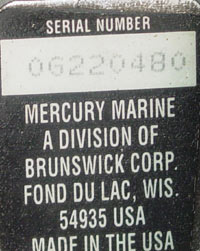 SERIAL NUMBER
06220480
MERCURY MARINE
A DIVISION OF
BRUNSWICK CORP.
FOND DU LAC, WIS.
54935 USA
MADE IN THE USA